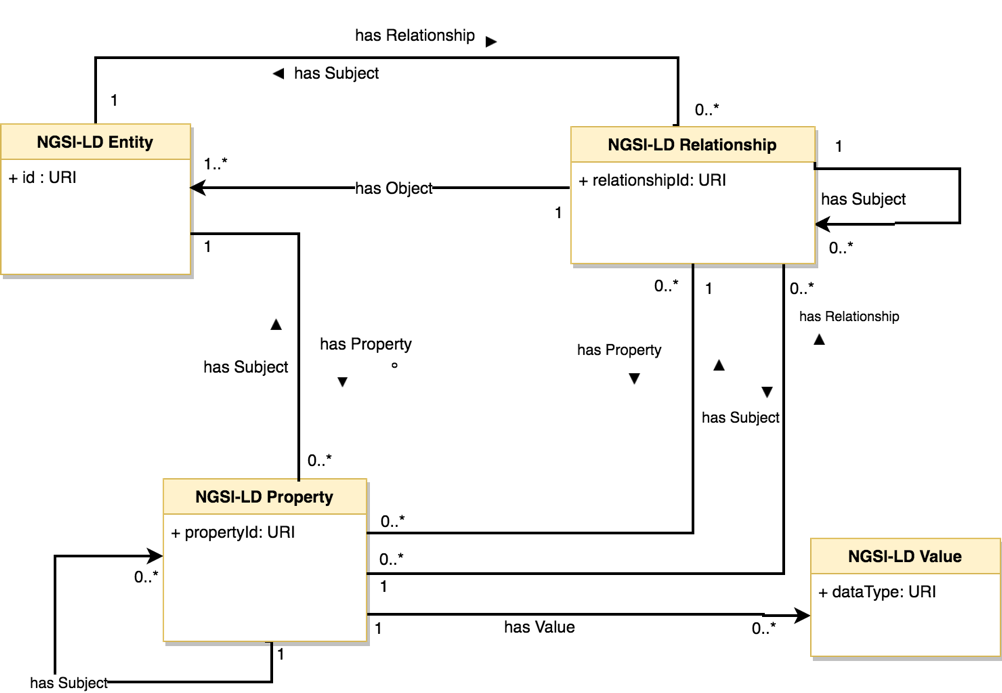 has Relationship ▶
◀ has Subject
1
0..*
NGSI-LD Entity
+ id : URI
NGSI-LD Relationship
+ relationshipId: URI
1
1..*
has Object
1
has Subject
0..*
1
0..*
1
0..*
has Relationship
▲
▲
has Subject
has Property
▼
has Property
▼
▲
▼
has Subject
0..*
NGSI-LD Property
+ propertyId: URI
0..*
0..*
1
0..*
NGSI-LD Value
+ dataType: URI
1
has Value
0..*
1
has Subject